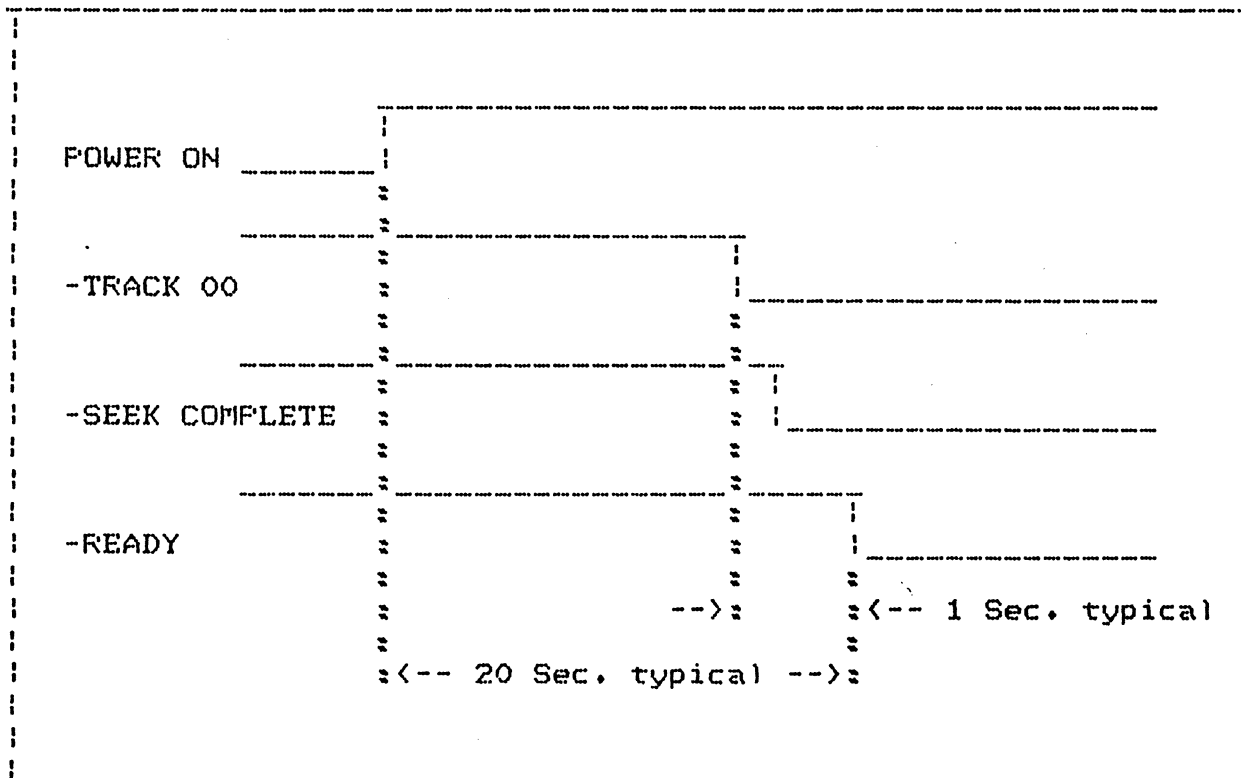 POWER ON
-TRACK 00
-SEEK COMPLETE
-READY
-->:        :<-- 1 Sec. typical
:<-- 20 Sec. typical -->: